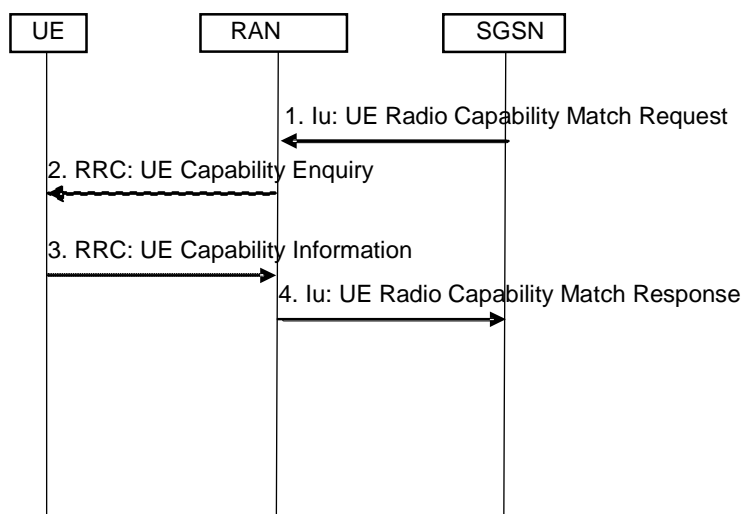 UE
RAN
SGSN
1. Iu: UE Radio Capability Match Request
2. RRC: UE Capability Enquiry
3. RRC: UE Capability Information
4. Iu: UE Radio Capability Match Response